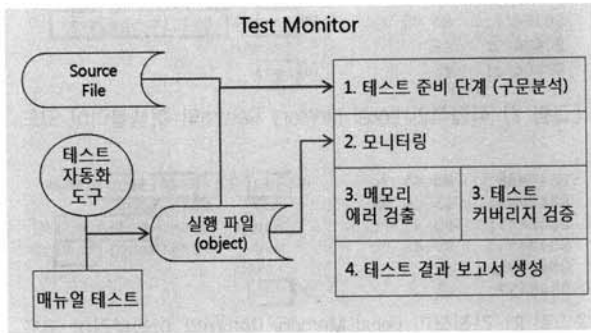 Test Monitor
Source
File
테스트
자동화
도구
매뉴얼 테스트
실행 파일
(object)
1. 테스트 준비 단계 (구문분석)
2. 모니터링
3. 메모리
에러 검출
3. 테스트
커버리지 검증
4. 테스트 결과 보고서 생성